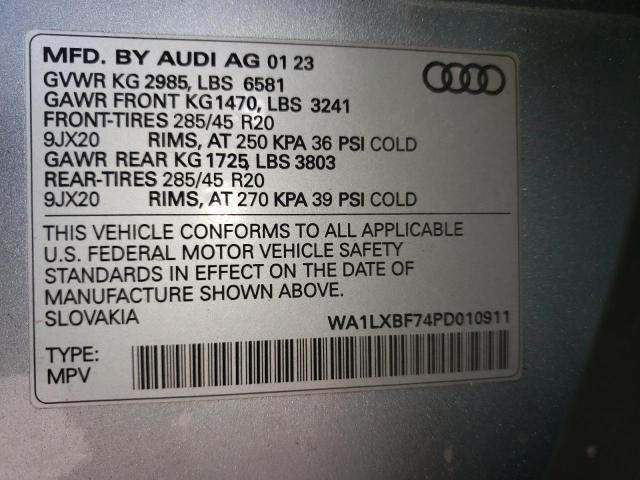 MFD. BY AUDI AG 01 23
GVWR KG 2985, LBS 6581
GAWR FRONT KG1470, LBS 3241
FRONT-TIRES 285/45 R20
9JX20 RIMS, AT 250 KPA 36 PSI COLD
GAWR REAR KG 1725, LBS 3803
REAR-TIRES 285/45 R20
9JX20 RIMS, AT 270 KPA 39 PSI COLD
THIS VEHICLE CONFORMS TO ALL APPLICABLE
U.S. FEDERAL MOTOR VEHICLE SAFETY
STANDARDS IN EFFECT ON THE DATE OF
MANUFACTURE SHOWN ABOVE.
SLOVAKIA WA1LXBF74PD010911
TYPE:
MPV